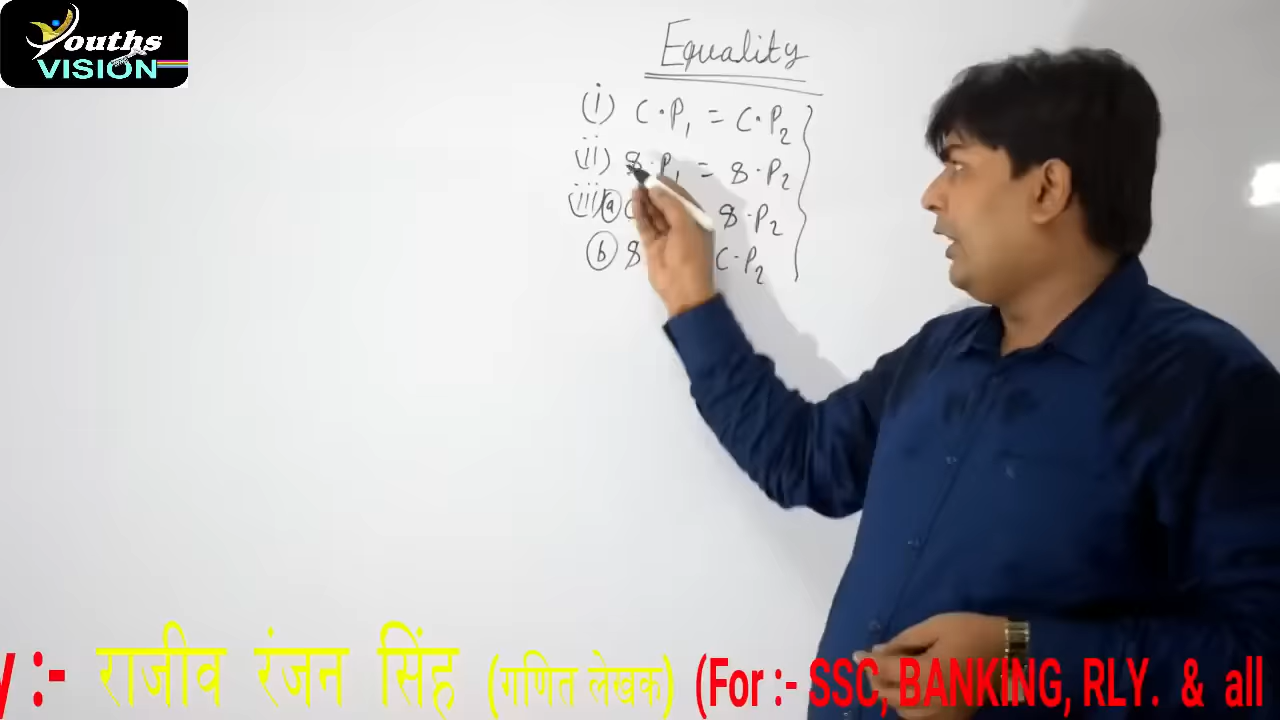 Youths
VISION
Equality
(i) C.P₁ = C.P₂
(ii) S.P₁ = S.P₂
(iii) (a) C S.P₂
(b) S C.P₂
y :- राजीव रंजन सिंह (गणित लेखक) (For :- SSC, BANKING, RLY. & all